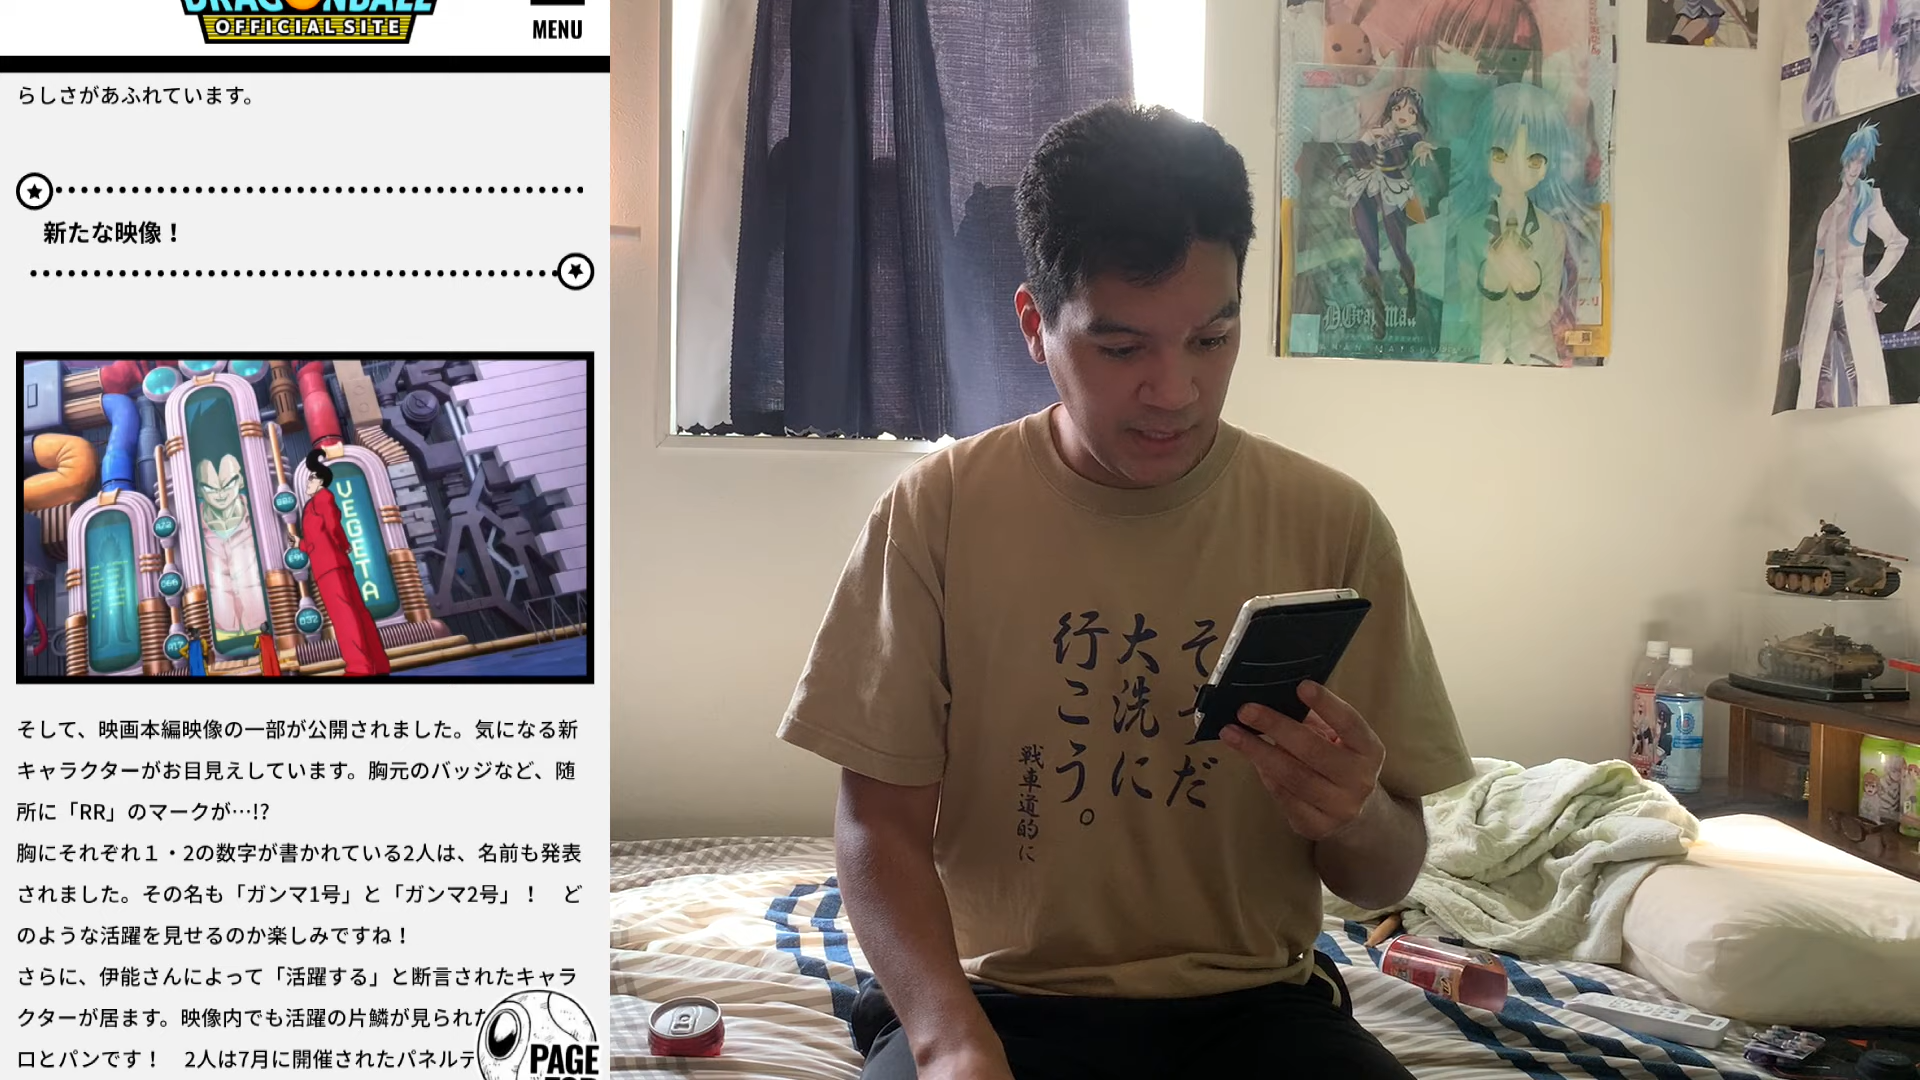 DRAGONBALL
OFFICIAL SITE
MENU
らしさがあふれています。
新たな映像！
VEGETA
そして、映画本編映像の一部が公開されました。気になる新
キャラクターがお目見えしています。胸元のバッジなど、随
所に「RR」のマークが…!?
胸にそれぞれ１・2の数字が書かれている2人は、名前も発表
されました。その名も「ガンマ1号」と「ガンマ2号」！　ど
のような活躍を見せるのか楽しみですね！
さらに、伊能さんによって「活躍する」と断言されたキャラ
クターが居ます。映像内でも活躍の片鱗が見られた
ロとパンです！　2人は7月に開催されたパネルデ
PAGE
TOP
そ
だ
大洗に
行こう。
戦車道的に
D.Gray-man